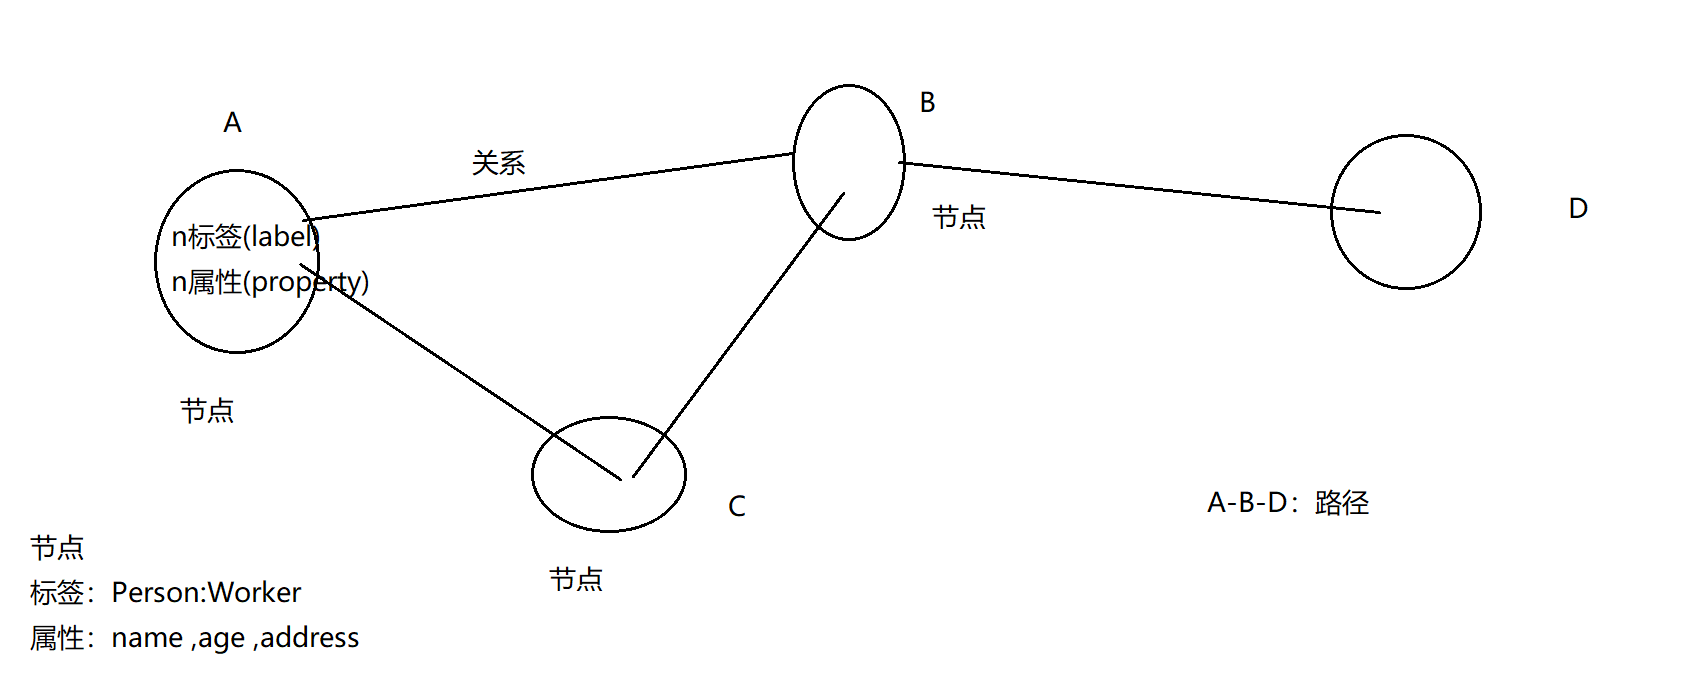 A
B
关系
D
节点
n标签(label)
n属性(property)
节点
C
A-B-D：路径
节点
节点
标签：Person:Worker
属性：name ,age ,address